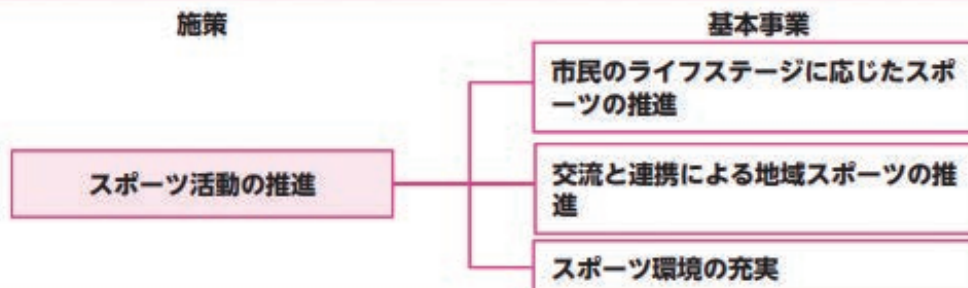 施策
基本事業
市民のライフステージに応じたスポ
ーツの推進
スポーツ活動の推進
交流と連携による地域スポーツの推
進
スポーツ環境の充実